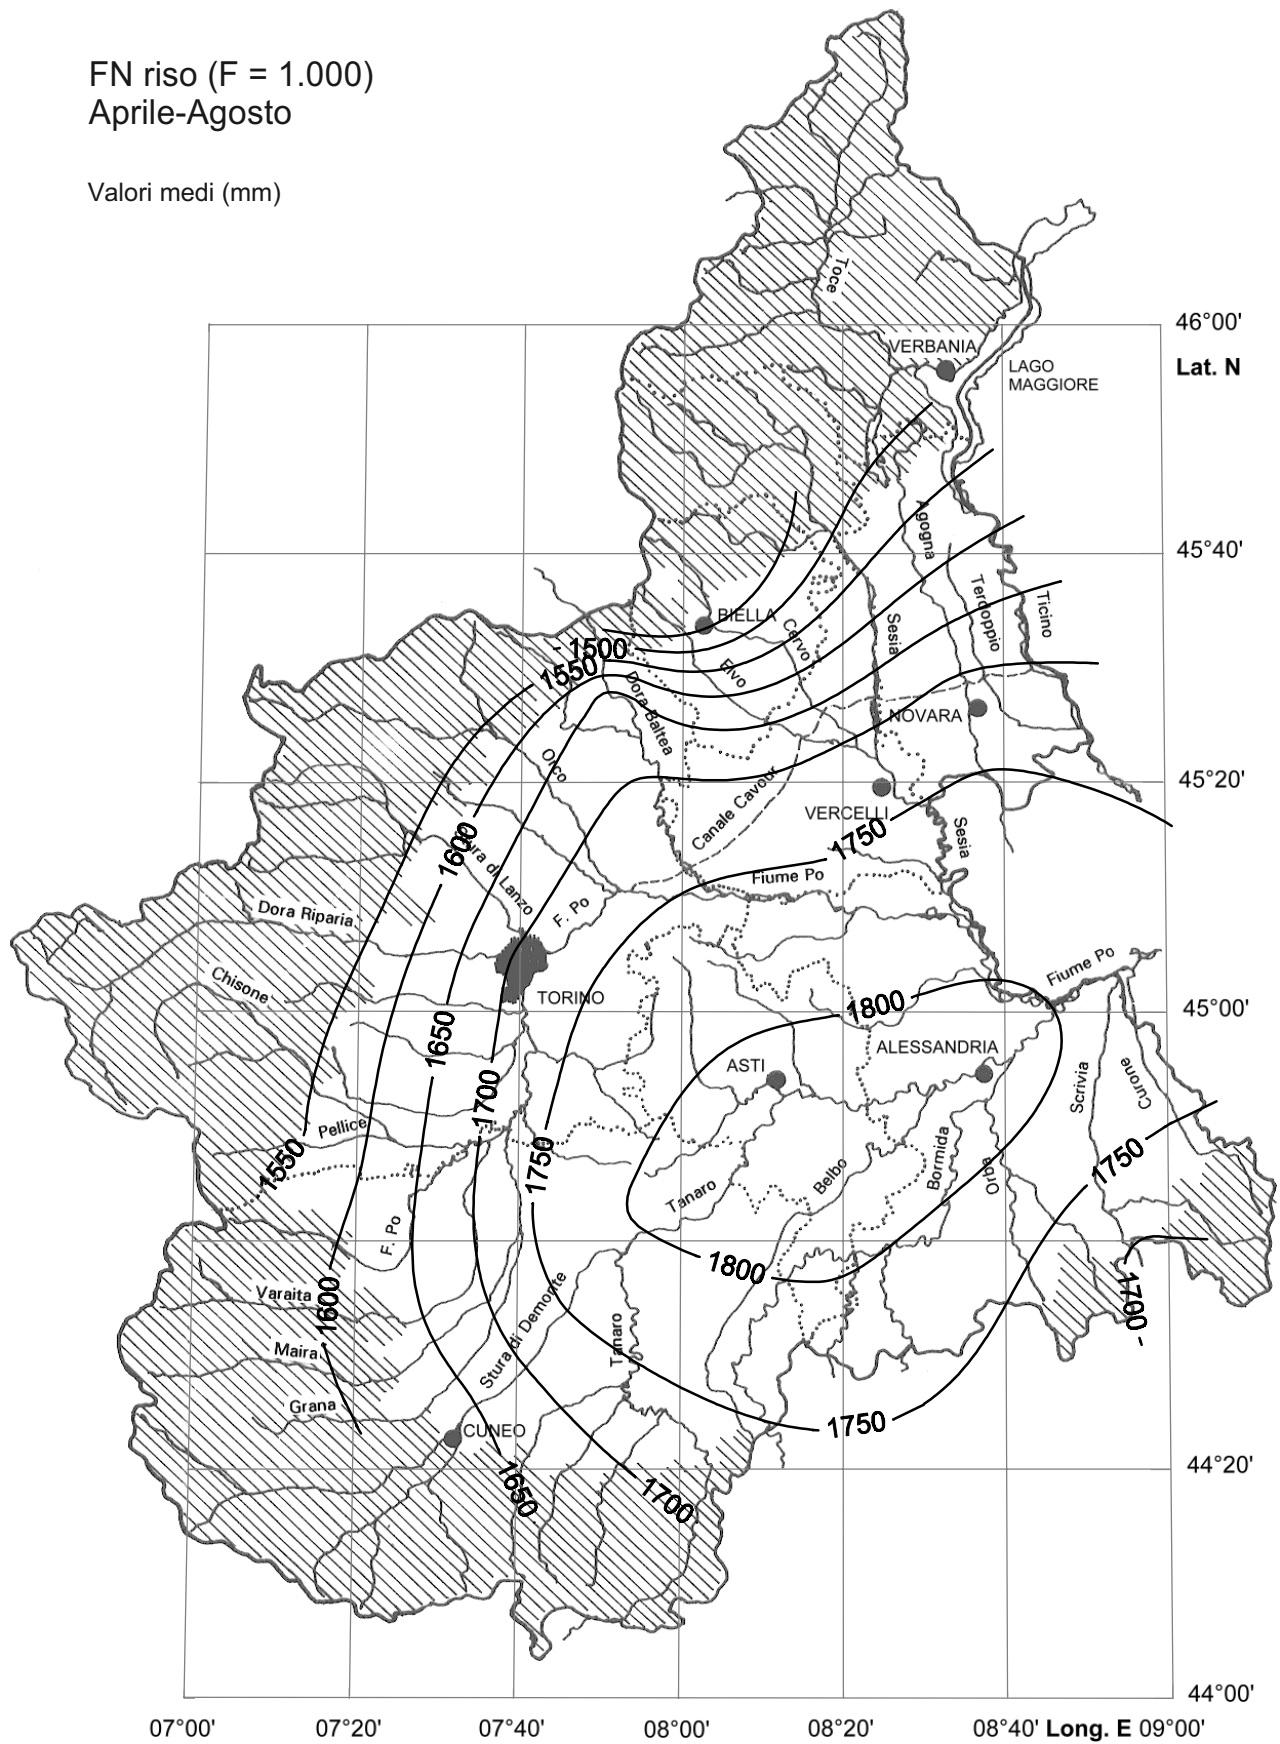 FN riso (F = 1.000)
Aprile-Agosto
Valori medi (mm)
Toce
46°00'
VERBANIA
Lat. N
LAGO
MAGGIORE
Agogna
45°40'
Terdoppio
Ticino
BIELLA
Sesia
Cervo
- 1500
1550
Elvo
Dora Baltea
NOVARA
Orco
45°20'
Canale Cavour
VERCELLI
1750
Sesia
1600
Dora di Lanzo
Fiume Po
F. Po
Dora Riparia
Fiume Po
Chisone
TORINO
1800
45°00'
1650
ALESSANDRIA
ASTI
Scrivia
Curone
1700
Pellice
1550
1750
1750
Bormida
Orba
Belbo
Tanaro
F. Po
1800
Varaita
1600
1700 -
Stura di Demonte
Tanaro
Maira
Grana
1750
CUNEO
44°20'
1650
1700
44°00'
07°00'
07°20'
07°40'
08°00'
08°20'
08°40'
Long. E
09°00'